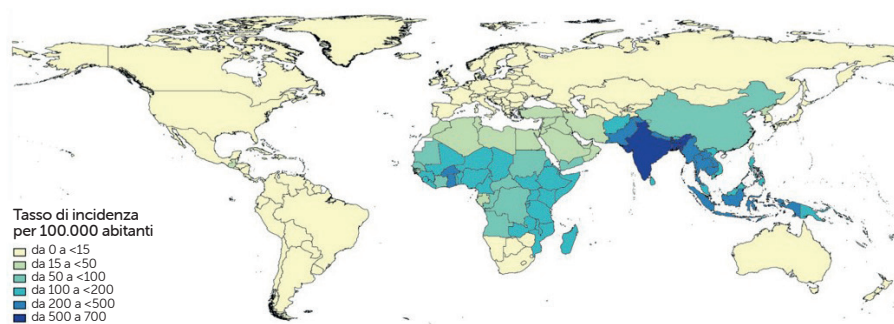 Tasso di incidenza
per 100.000 abitanti
da 0 a <15
da 15 a <50
da 50 a <100
da 100 a <200
da 200 a <500
da 500 a 700